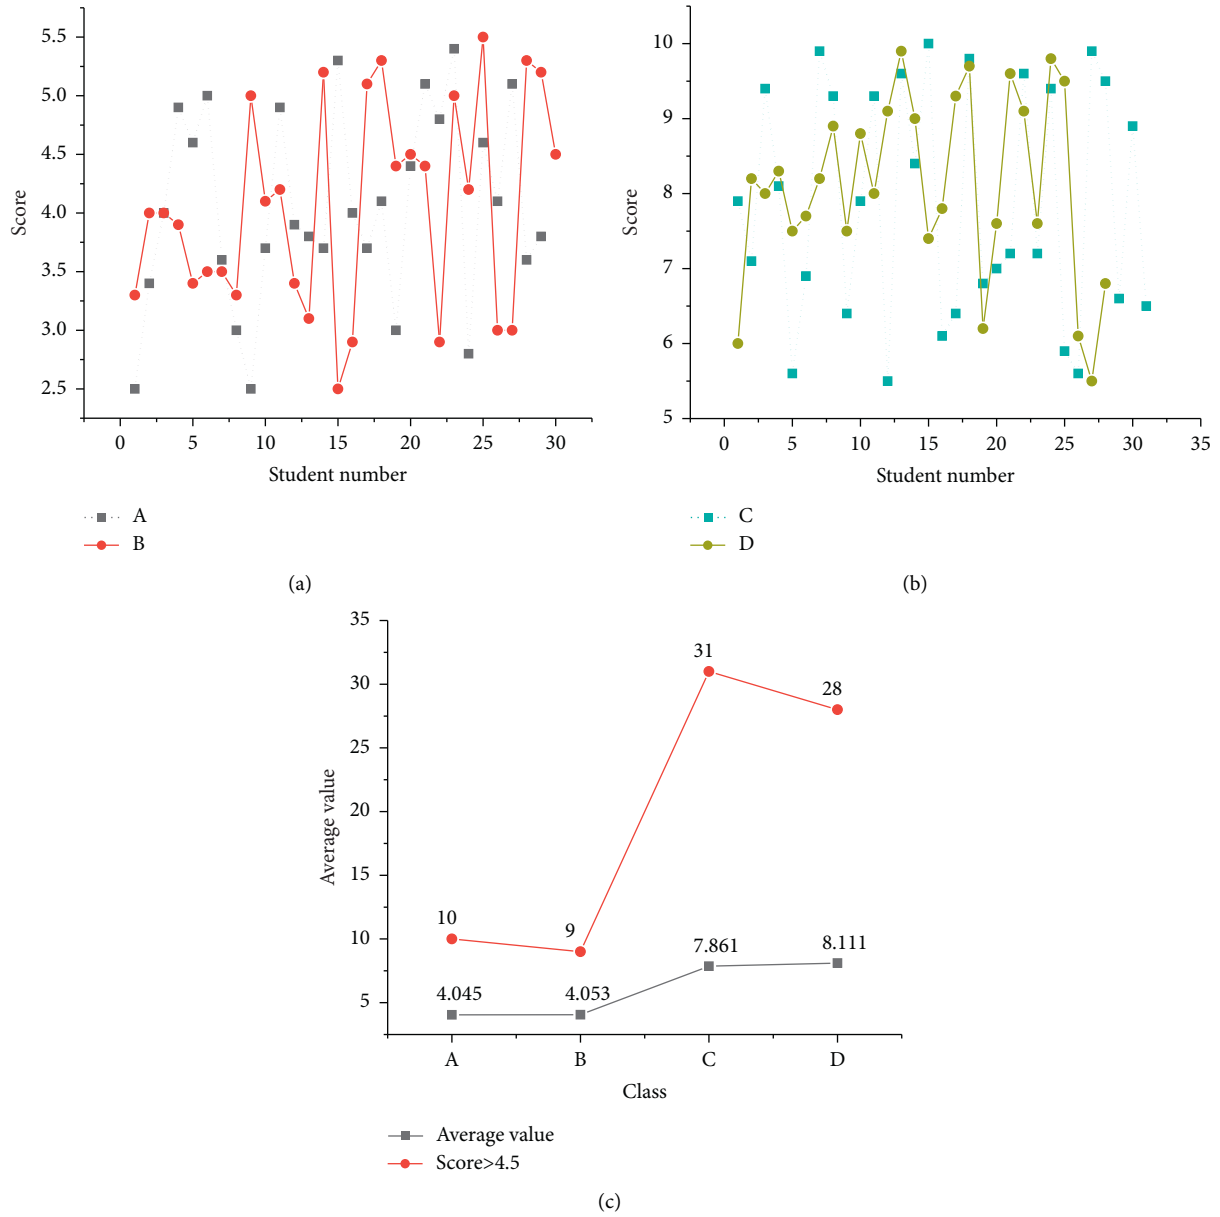 5.5
5.0
4.5
4.0
3.5
3.0
2.5
Score
0 5 10 15 20 25 30
Student number
A
B
(a)
10
9
8
7
6
5
Score
0 5 10 15 20 25 30 35
Student number
C
D
(b)
35
30
25
20
15
10
5
Average value
10
9
31
28
4.045
4.053
7.861
8.111
A B C D
Class
Average value
Score>4.5
(c)